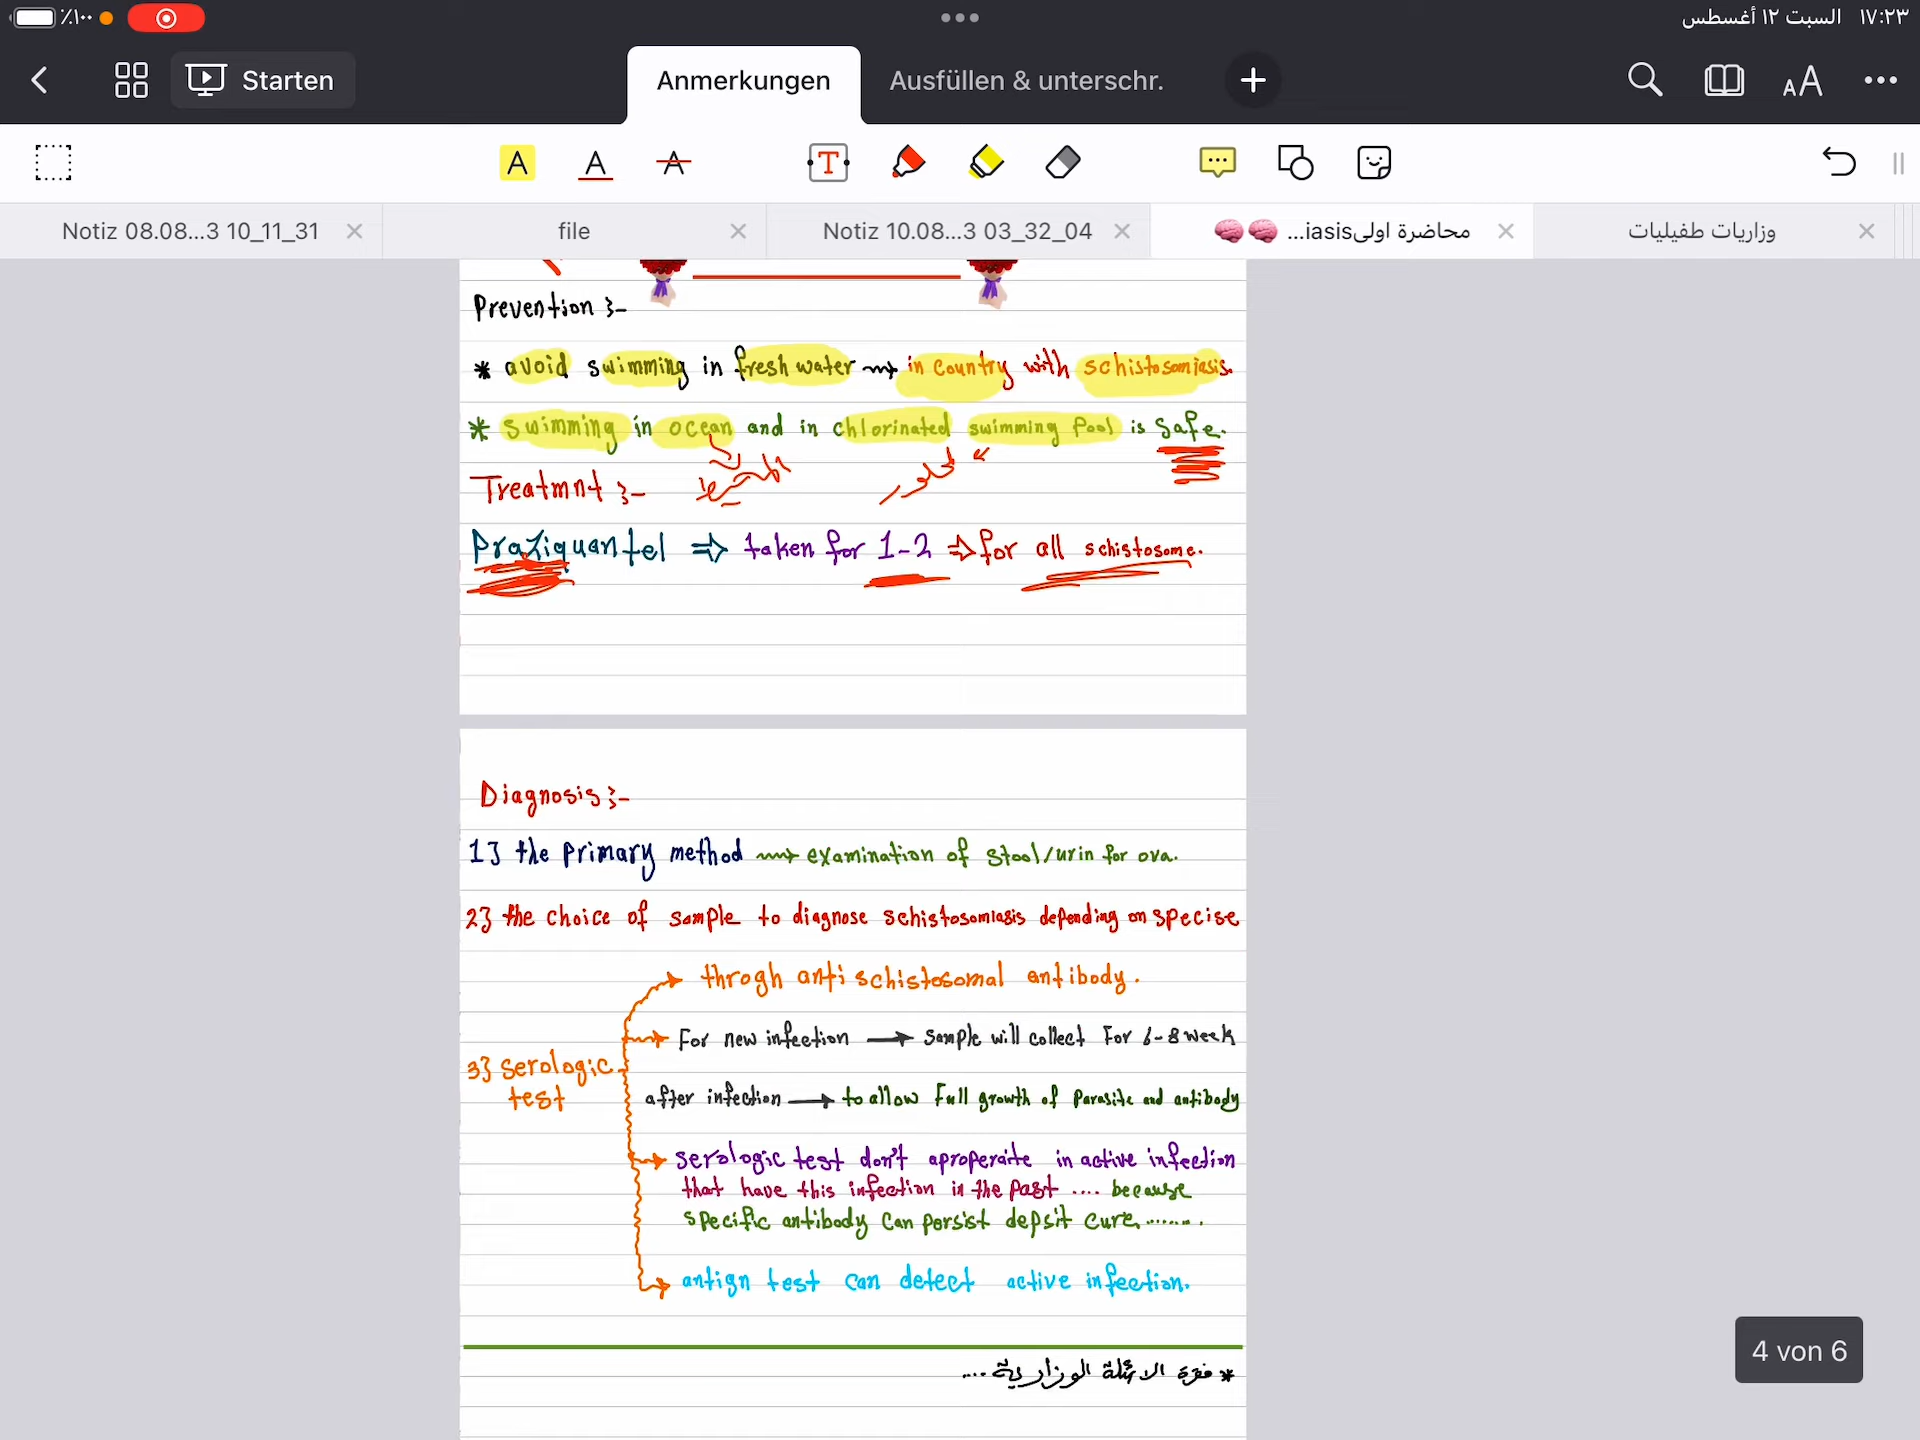 ٪١٠٠
السبت ١٢ أغسطس ١٧:٢٣
Starten
Anmerkungen
Ausfüllen & unterschr.
AA
A A A T
Notiz 08.08...3 10_11_31
file
Notiz 10.08...3 03_32_04
محاضرة اولىiasis...
وزاريات طفيليات
Prevention :-
* avoid swimming in fresh water → in country with schistosomiasis.
* swimming in ocean and in chlorinated swimming Pool is safe.
Treatmnt :-
Praziquantel ⇒ taken for 1-2 ⇒ for all schistosome.
Diagnosis :-
1} the primary method → examination of stool/urin for ova.
2} the choice of sample to diagnose schistosomiasis depending on specise
throgh anti schistosomal antibody.
For new infection → sample will collect For 6-8 week
3} serologic test
after infection → to allow Full growth of Parasite and antibody
serologic test don't aproperaite in active infection
that have this infection in the past .... because
specific antibody can persist depsit cure.......
antign test can detect active infection.
* فقرة الاسئلة الوزارية ....
4 von 6